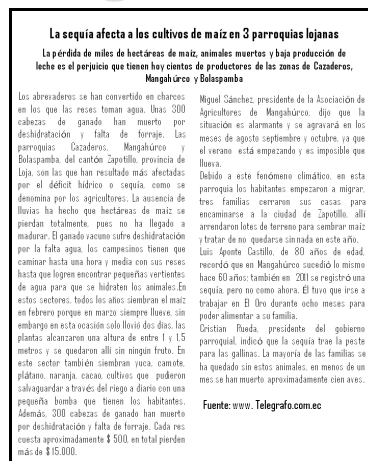 La sequía afecta a los cultivos de maíz en 3 parroquias lojanas
La pérdida de miles de hectáreas de maíz, animales muertos y baja producción de
leche es el perjuicio que tienen hoy cientos de productores de las zonas de Cazaderos,
Mangahúrco y Bolaspamba
Los abrevaderos se han convertido en charcos
en los que las reses toman agua. Unas 300
cabezas de ganado han muerto por
deshidratación y falta de forraje. Las
parroquias Cazaderos, Mangahúrco y
Bolaspamba, del cantón Zapotillo, provincia de
Loja, son las que han resultado más afectadas
por el déficit hídrico o sequía, como se
denomina por los agricultores. La ausencia de
lluvias ha hecho que hectáreas de maíz se
pierdan totalmente, pues no ha llegado a
madurar. El ganado vacuno sufre deshidratación
por la falta agua, los campesinos tienen que
caminar hasta una hora y media con sus reses
hasta que logren encontrar pequeñas vertientes
de agua para que se hidraten los animales.En
estos sectores, todos los años siembran el maíz
en febrero porque en marzo siempre llueve, sin
embargo en esta ocasión solo llovió dos días, las
plantas alcanzaron una altura de entre 1 y 1,5
metros y se quedaron allí sin ningún fruto. En
este sector también siembran yuca, camote,
plátano, naranja, cacao, cultivos que pudieron
salvaguardar a través del riego a diario con una
pequeña bomba que tienen los habitantes.
Además, 300 cabezas de ganado han muerto
por deshidratación y falta de forraje. Cada res
cuesta aproximadamente $ 500, en total pierden
más de $ 15.000.
Miguel Sánchez, presidente de la Asociación de
Agricultores de Mangahúrco, dijo que la
situación es alarmante y se agravará en los
meses de agosto septiembre y octubre, ya que
el verano está empezando y es imposible que
llueva.
Debido a este fenómeno climático, en esta
parroquia los habitantes empezaron a migrar,
tres familias cerraron sus casas para
encaminarse a la ciudad de Zapotillo, allí
arrendaron lotes de terreno para sembrar maíz
y tratar de no quedarse sin nada en este año.
Luis Aponte Castillo, de 80 años de edad,
recordó que en Mangahúrco sucedió lo mismo
hace 60 años; también en 2011 se registró una
sequía, pero no como ahora. Él tuvo que irse a
trabajar en El Oro durante ocho meses para
poder alimentar a su familia.
Cristian Rueda, presidente del gobierno
parroquial, indicó que la sequía trae la peste
para las gallinas. La mayoría de las familias se
ha quedado sin estos animales, en menos de un
mes se han muerto aproximadamente cien aves.
Fuente: www. Telegrafo.com.ec